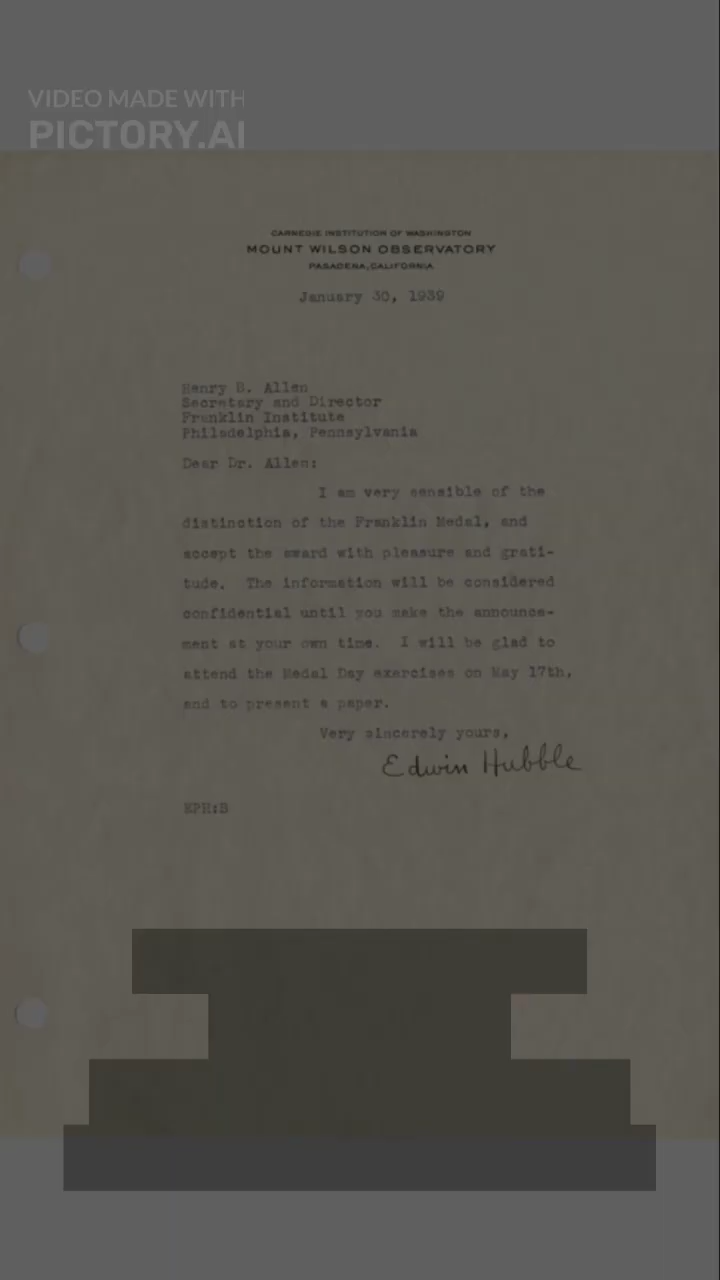 VIDEO MADE WITH
PICTORY.AI
CARNEGIE INSTITUTION OF WASHINGTON
MOUNT WILSON OBSERVATORY
PASADENA, CALIFORNIA
January 30, 1939
Henry B. Allen
Secretary and Director
Franklin Institute
Philadelphia, Pennsylvania
Dear Dr. Allen:
I am very sensible of the
distinction of the Franklin Medal, and
accept the award with pleasure and grati-
tude. The information will be considered
confidential until you make the announce-
ment at your own time. I will be glad to
attend the Medal Day exercises on May 17th,
and to present a paper.
Very sincerely yours,
Edwin Hubble
EPH:B